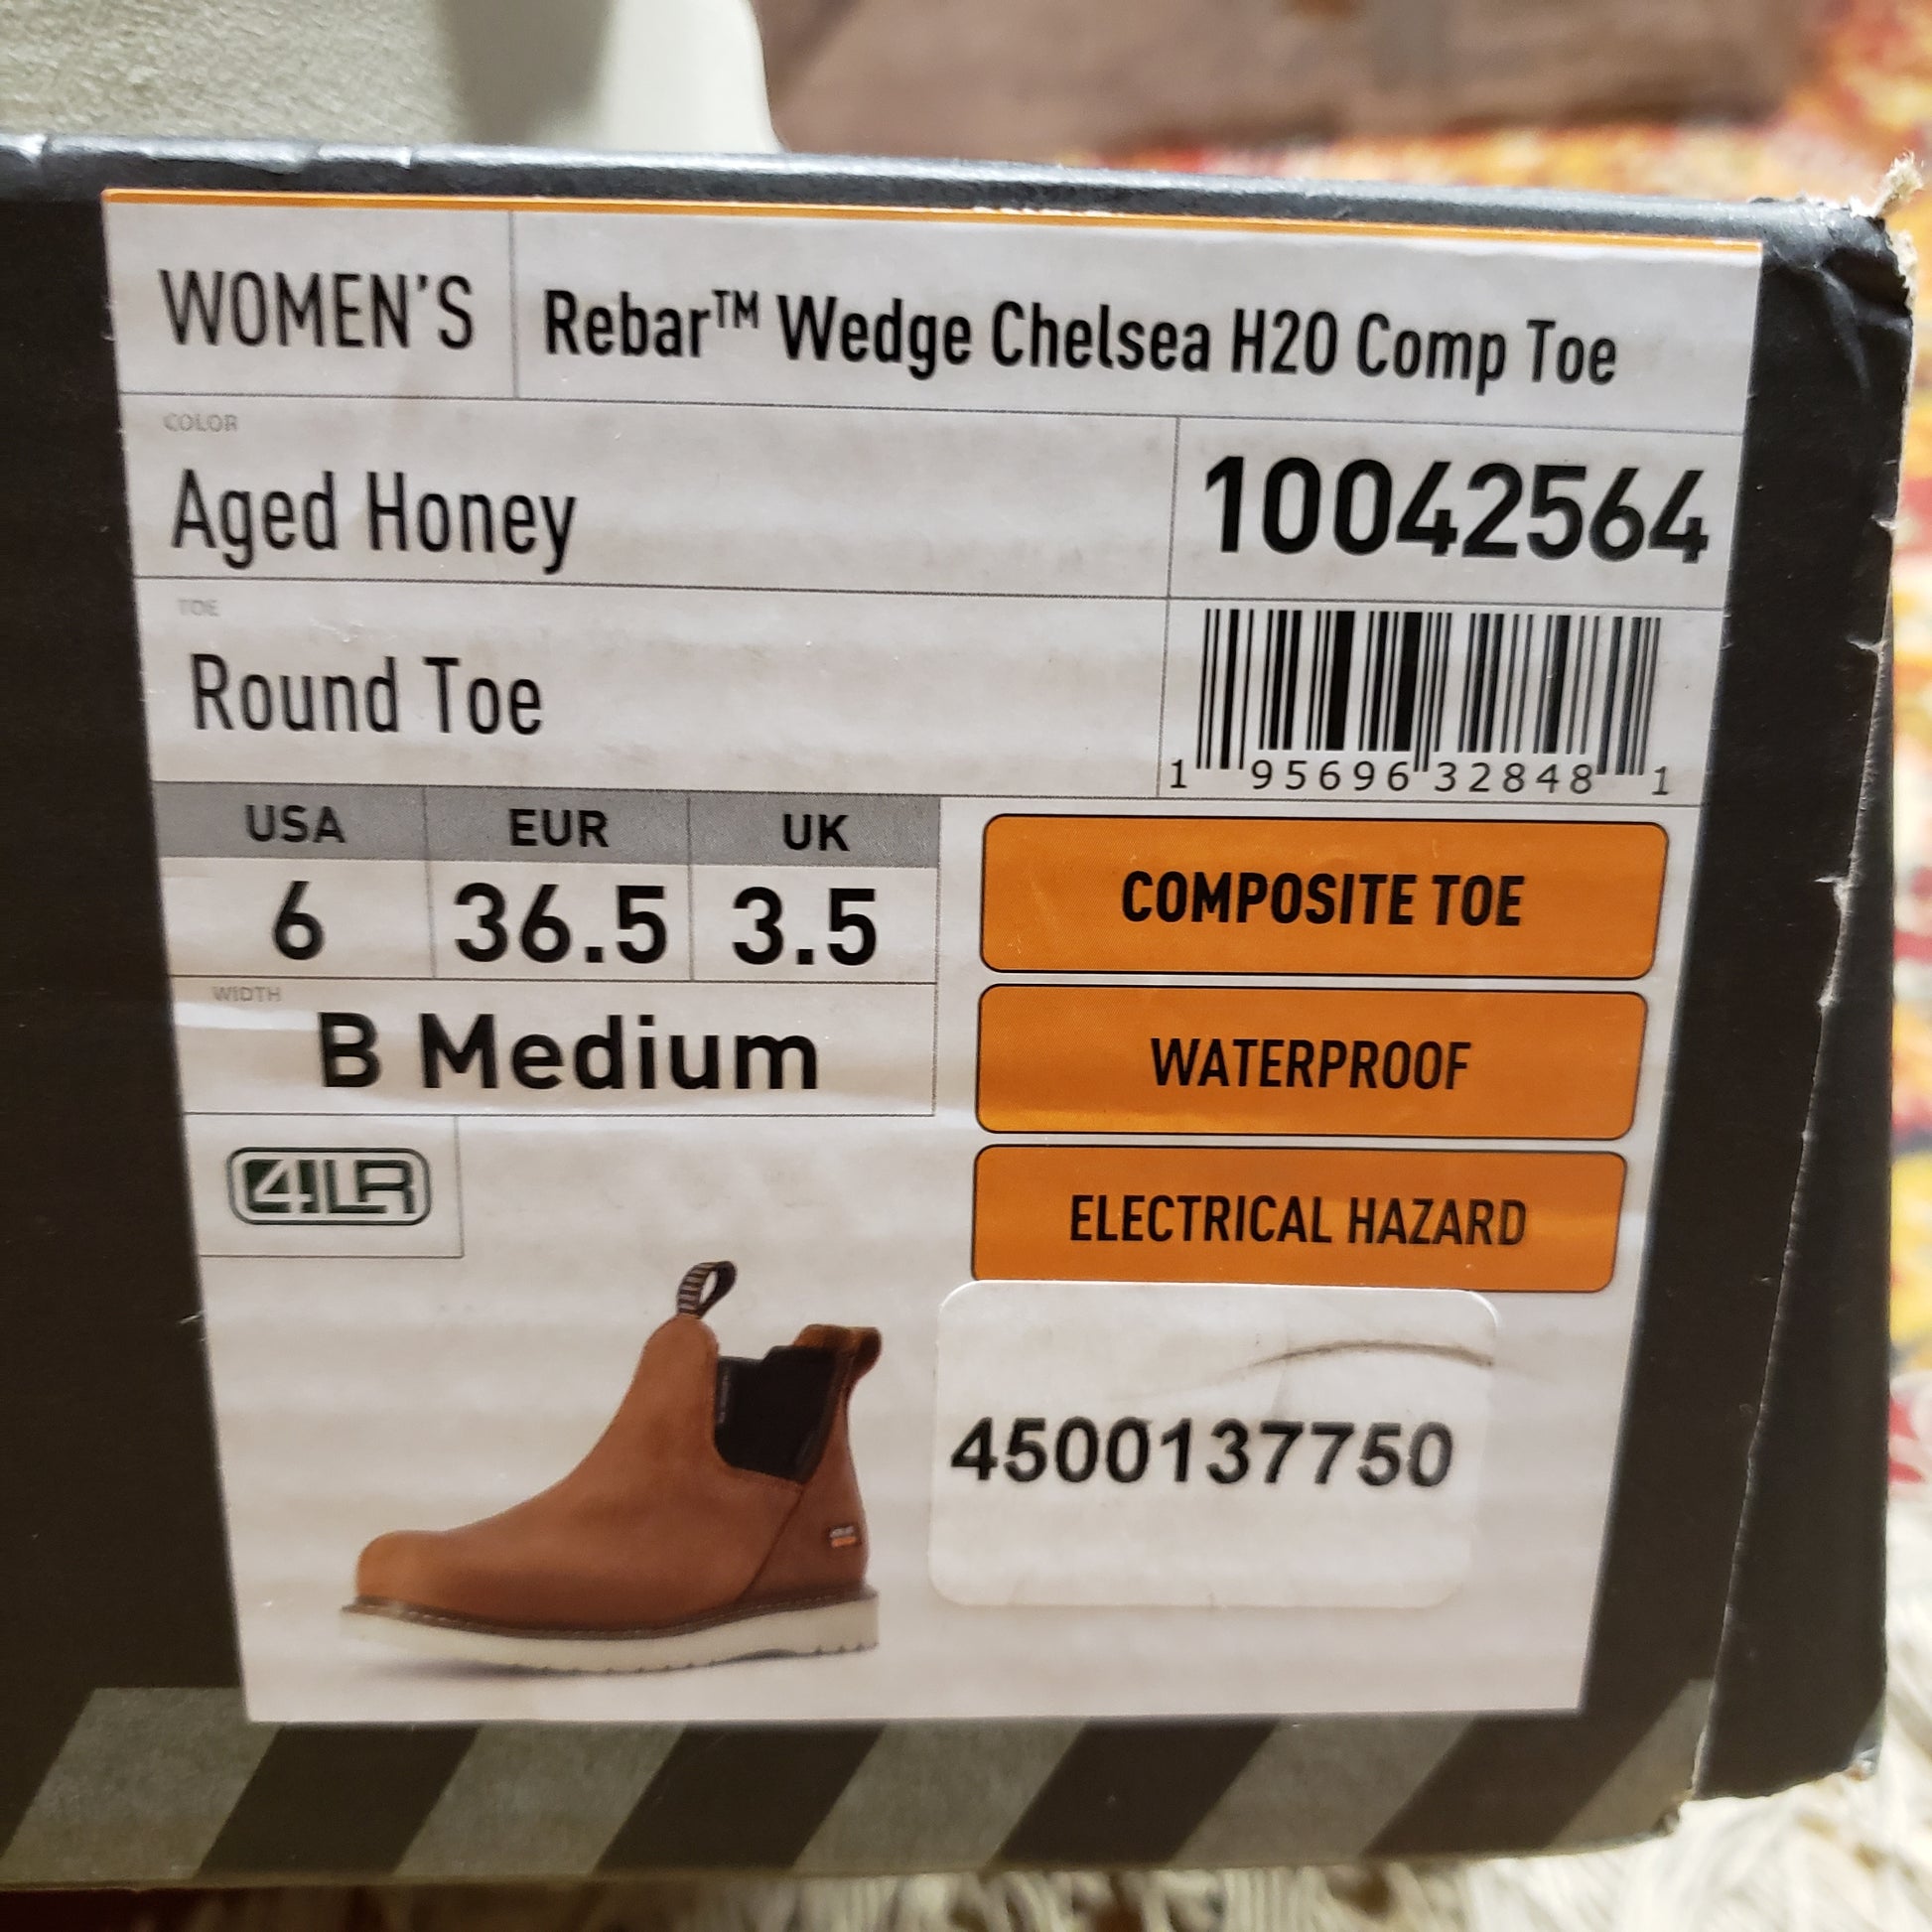 WOMEN'S
Rebar™ Wedge Chelsea H2O Comp Toe
COLOR
Aged Honey
10042564
TOE
Round Toe
1 95696 32848 1
USA EUR UK
6 36.5 3.5
WIDTH
B Medium
4LR
COMPOSITE TOE
WATERPROOF
ELECTRICAL HAZARD
4500137750